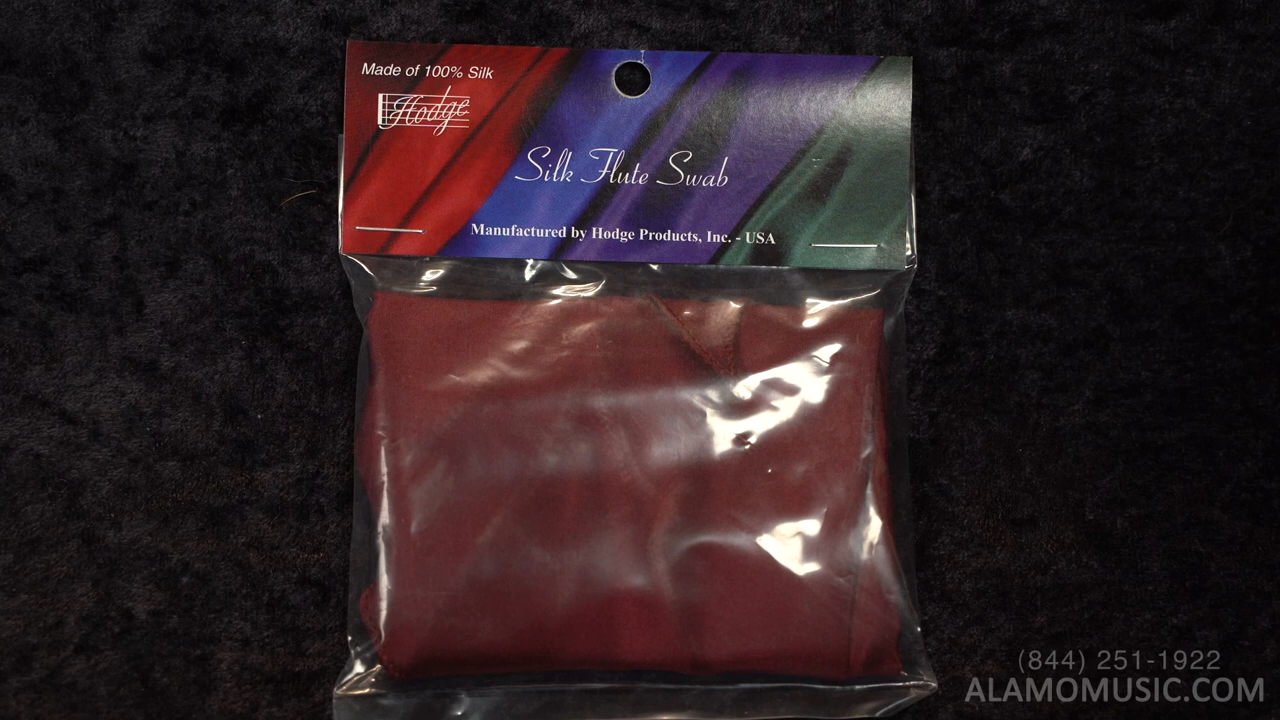 Made of 100% Silk
Hodge
Silk Flute Swab
Manufactured by Hodge Products, Inc. - USA
(844) 251-1922
ALAMOMUSIC.COM